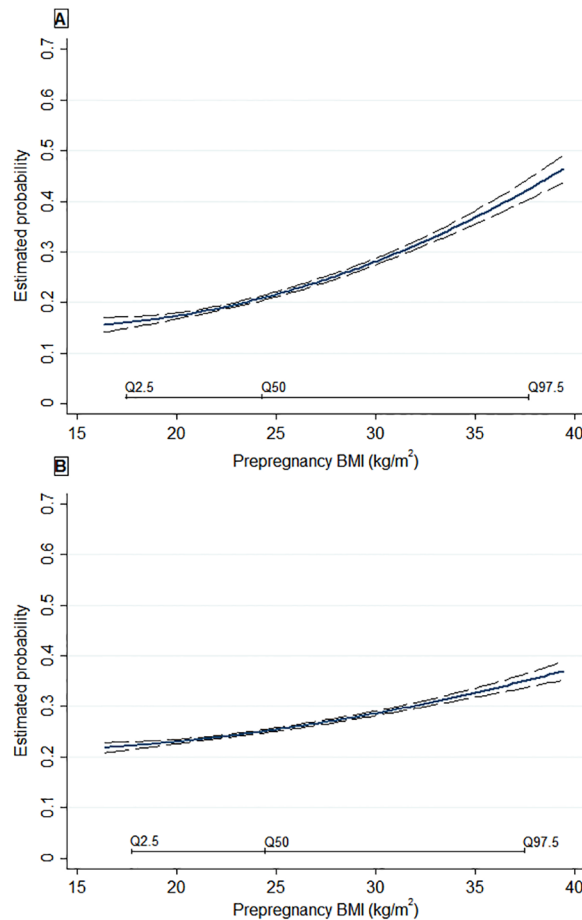 A
0.7
0.6
0.5
0.4
0.3
0.2
0.1
0
Estimated probability
Q2.5 Q50 Q97.5
15 20 25 30 35 40
Prepregnancy BMI (kg/m²)
B
0.7
0.6
0.5
0.4
0.3
0.2
0.1
0
Estimated probability
Q2.5 Q50 Q97.5
15 20 25 30 35 40
Prepregnancy BMI (kg/m²)